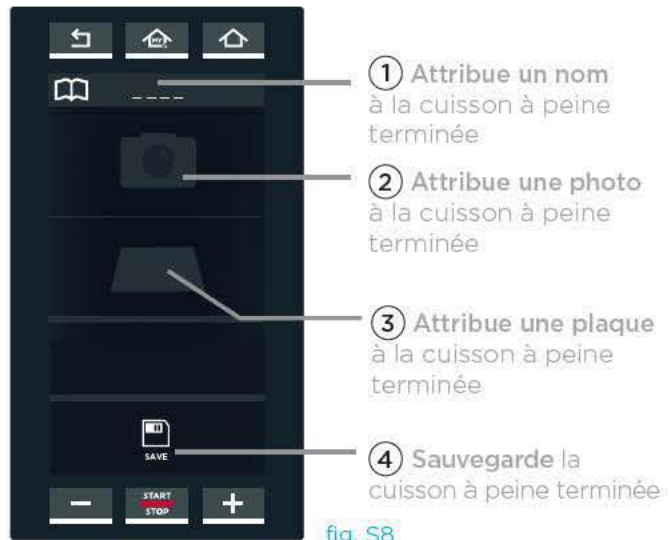 MY
_ _ _ _
① Attribue un nom
à la cuisson à peine
terminée
② Attribue une photo
à la cuisson à peine
terminée
③ Attribue une plaque
à la cuisson à peine
terminée
SAVE
④ Sauvegarde la
cuisson à peine terminée
− START +
STOP
fig. S8